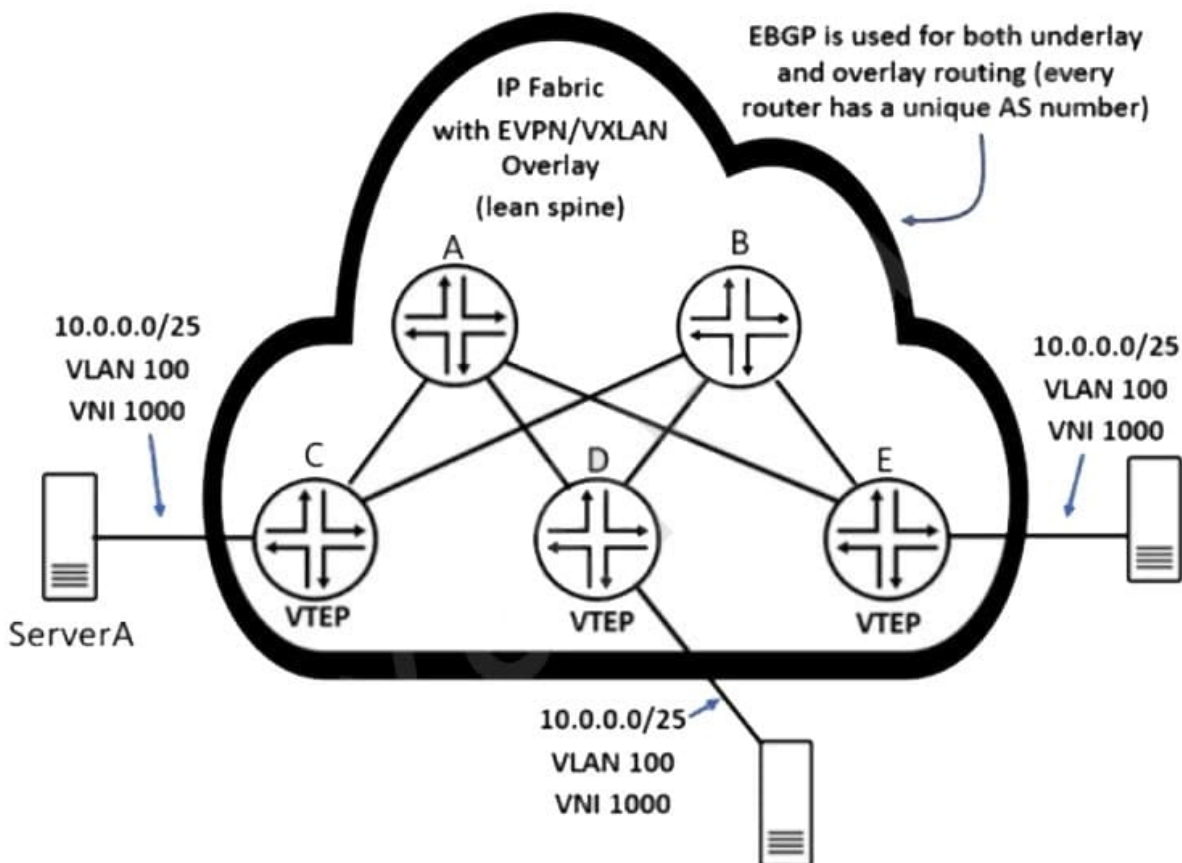 EBGP is used for both underlay
and overlay routing (every
router has a unique AS number)
IP Fabric
with EVPN/VXLAN
Overlay
(lean spine)
A
B
10.0.0.0/25
VLAN 100
VNI 1000
10.0.0.0/25
VLAN 100
VNI 1000
C
D
E
VTEP
VTEP
VTEP
ServerA
10.0.0.0/25
VLAN 100
VNI 1000